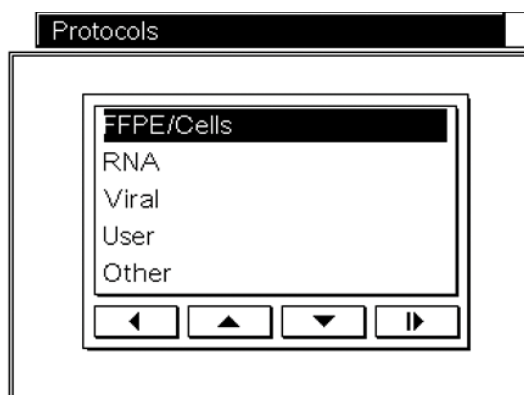 Protocols
FFPE/Cells
RNA
Viral
User
Other